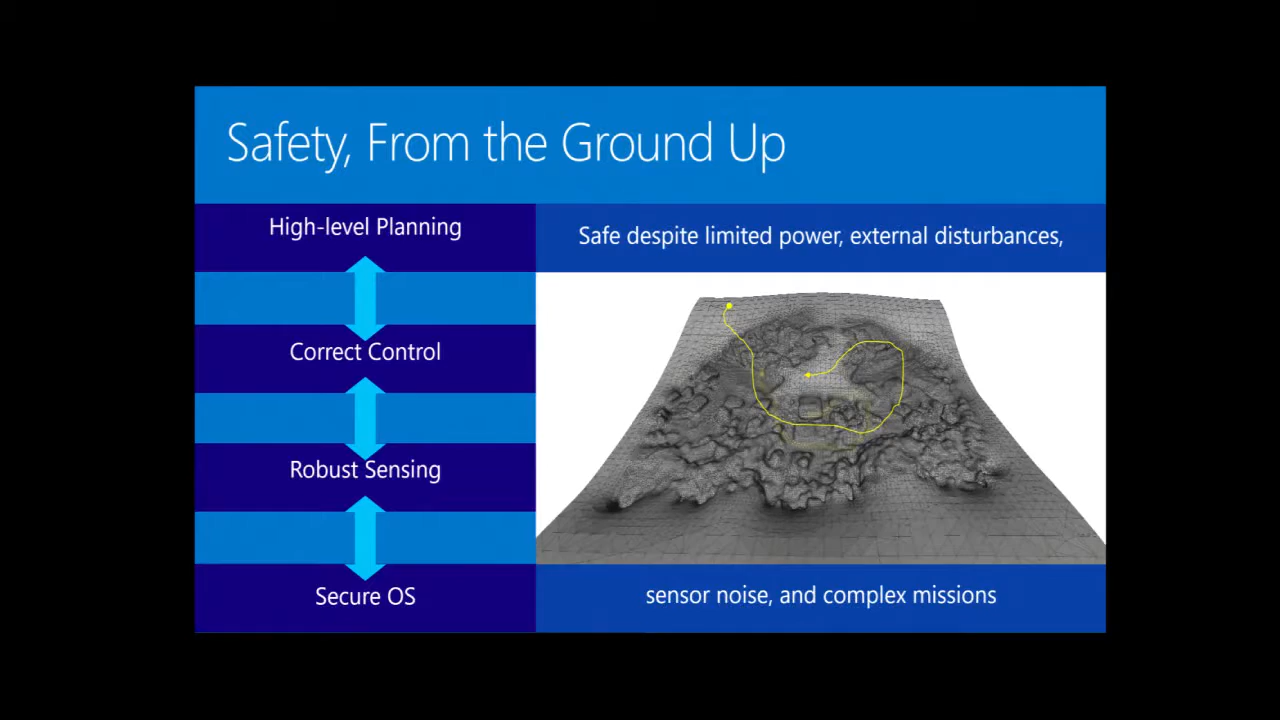 Safety, From the Ground Up
High-level Planning
Correct Control
Robust Sensing
Secure OS
Safe despite limited power, external disturbances,
sensor noise, and complex missions